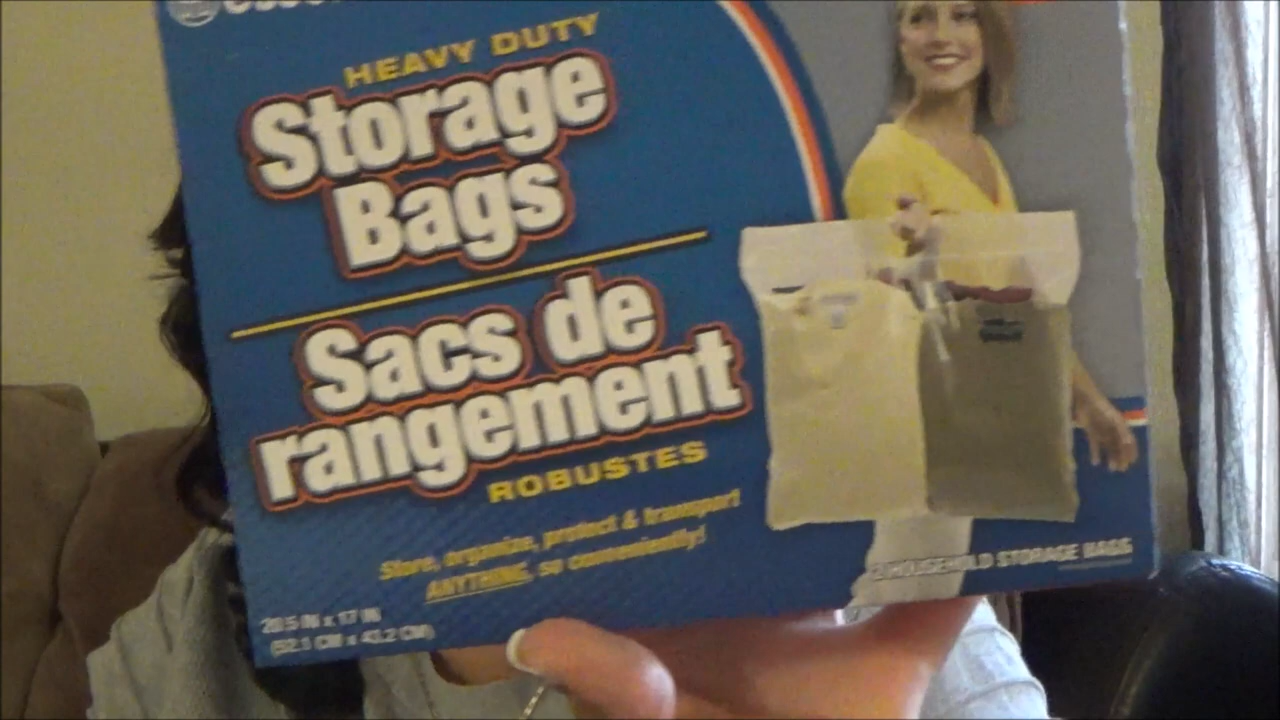 HEAVY DUTY
Storage
Bags
Sacs de
rangement
ROBUSTES
Store, organize, protect & transport
ANYTHING, so conveniently!
20.5 IN x 17 IN
(52.1 CM x 43.2 CM)
HOUSEHOLD STORAGE BAGS